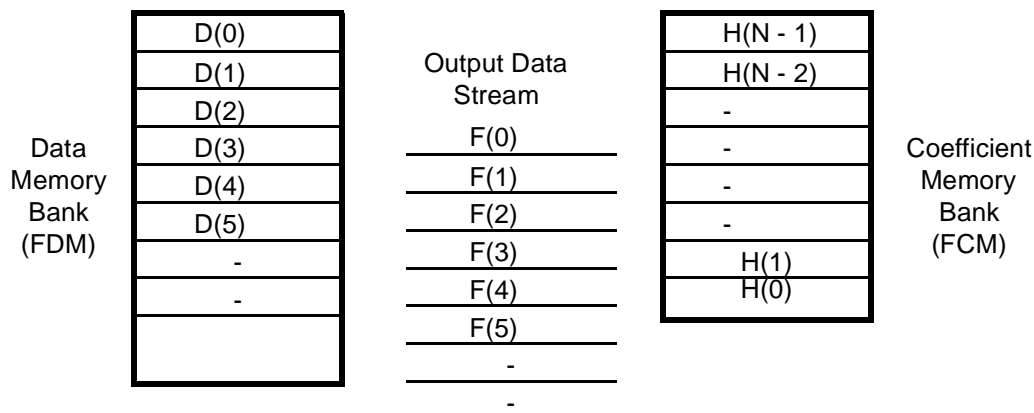 Data
Memory
Bank
(FDM)
D(0)
D(1)
D(2)
D(3)
D(4)
D(5)
-
-
Output Data
Stream
F(0)
F(1)
F(2)
F(3)
F(4)
F(5)
-
-
H(N - 1)
H(N - 2)
-
-
-
-
H(1)
H(0)
Coefficient
Memory
Bank
(FCM)